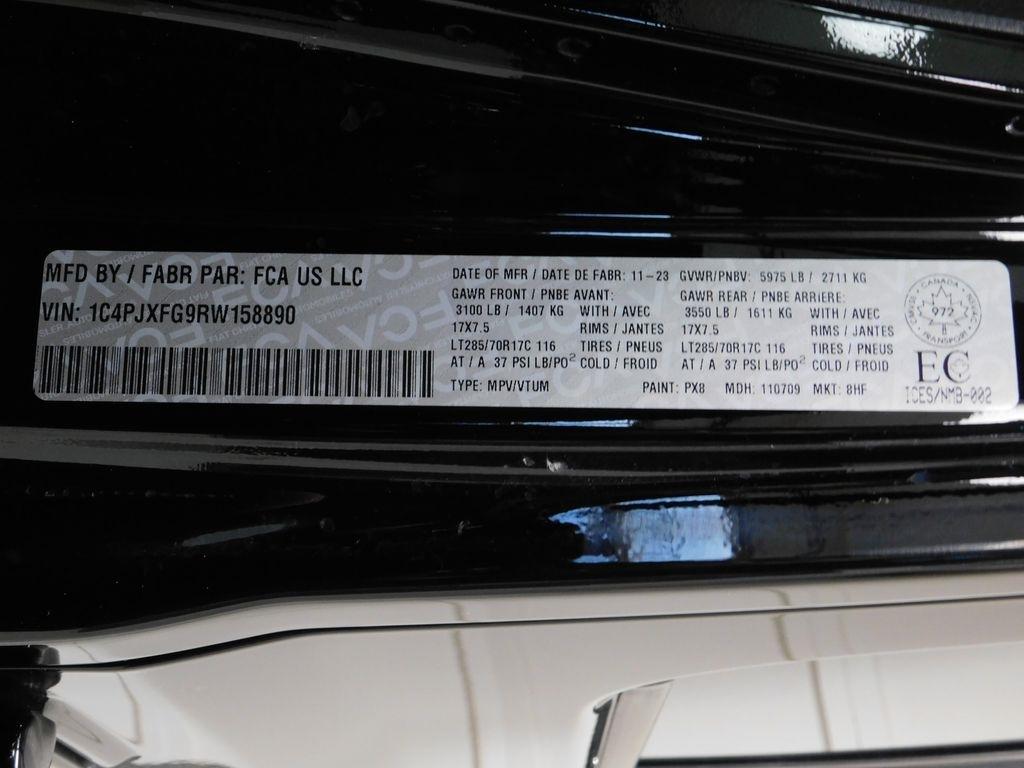 MFD BY / FABR PAR: FCA US LLC
VIN: 1C4PJXFG9RW158890
DATE OF MFR / DATE DE FABR: 11-23
GAWR FRONT / PNBE AVANT:
3100 LB / 1407 KG WITH / AVEC
17X7.5 RIMS / JANTES
LT285/70R17C 116 TIRES / PNEUS
AT / A 37 PSI LB/PO² COLD / FROID
GVWR/PNBV: 5975 LB / 2711 KG
GAWR REAR / PNBE ARRIERE:
3550 LB / 1611 KG WITH / AVEC
17X7.5 RIMS / JANTES
LT285/70R17C 116 TIRES / PNEUS
AT / A 37 PSI LB/PO² COLD / FROID
TYPE: MPV/VTUM PAINT: PX8 MDH: 110709 MKT: 8HF
CANADA
972
TRANSPORT
EC
ICES/NMB-002